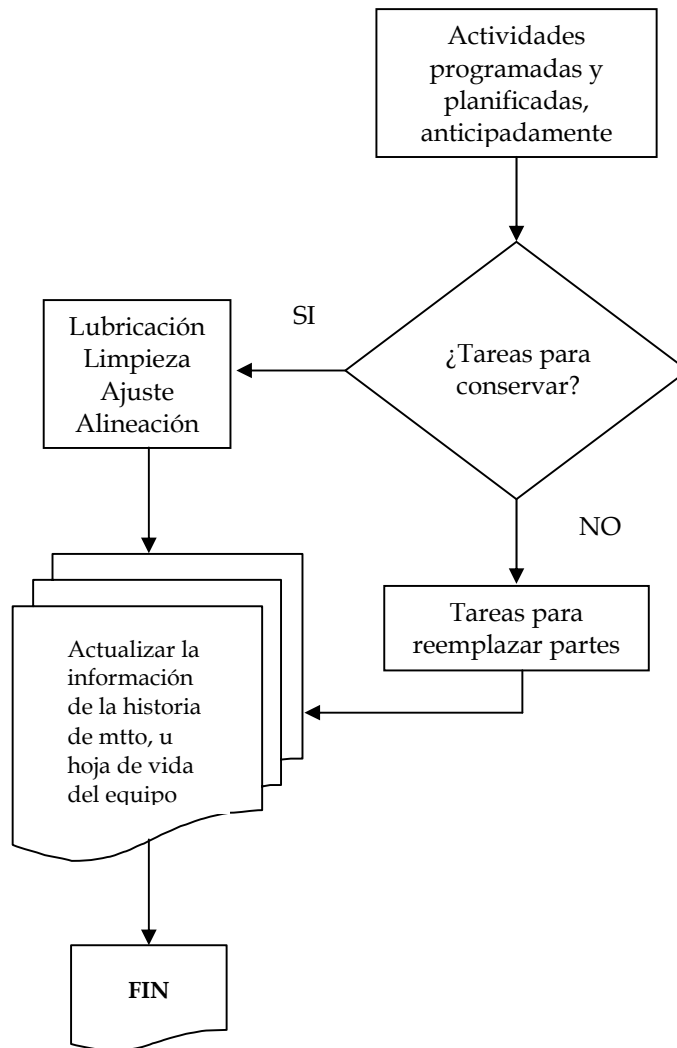 Actividades
programadas y
planificadas,
anticipadamente
¿Tareas para
conservar?
SI
Lubricación
Limpieza
Ajuste
Alineación
NO
Tareas para
reemplazar partes
Actualizar la
información
de la historia
de mtto, u
hoja de vida
del equipo
FIN